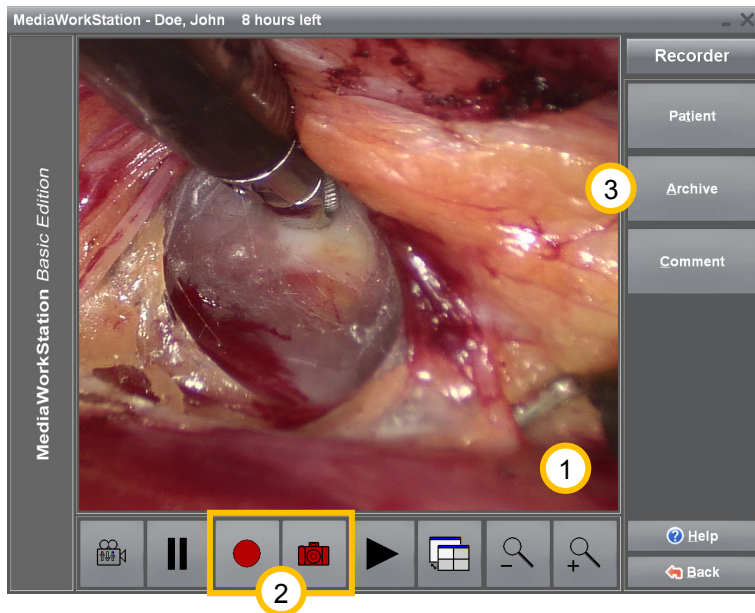 MediaWorkStation - Doe, John 8 hours left
MediaWorkStation Basic Edition
Recorder
Patient
3
Archive
Comment
1
Help
Back
2